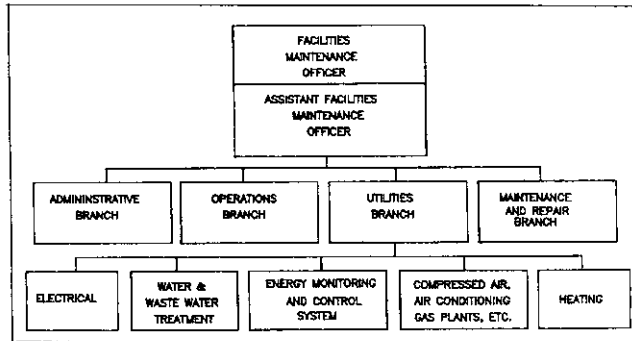 FACILITIES
MAINTENANCE
OFFICER
ASSISTANT FACILITIES
MAINTENANCE
OFFICER
ADMININSTRATIVE
BRANCH
OPERATIONS
BRANCH
UTILITIES
BRANCH
MAINTENANCE
AND REPAIR
BRANCH
ELECTRICAL
WATER &
WASTE WATER
TREATMENT
ENERGY MONITORING
AND CONTROL
SYSTEM
COMPRESSED AIR,
AIR CONDITIONING
GAS PLANTS, ETC.
HEATING